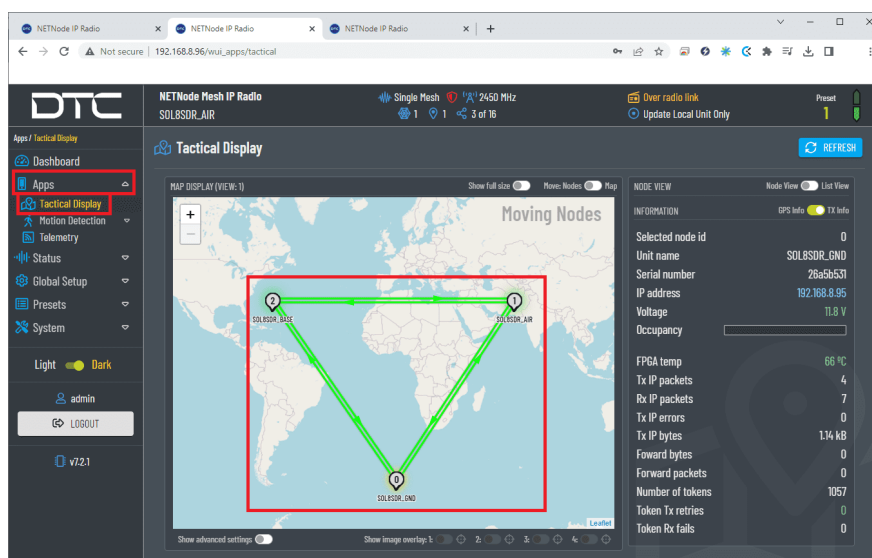 NETNode IP Radio
NETNode IP Radio
NETNode IP Radio
Not secure
192.168.8.96/wui_apps/tactical
DTC
NETNode Mesh IP Radio
SOL8SDR_AIR
Single Mesh
2450 MHz
1
1
3 of 16
Over radio link
Update Local Unit Only
Preset
1
Apps / Tactical Display
Dashboard
Apps
Tactical Display
Motion Detection
Telemetry
Status
Global Setup
Presets
System
Light
Dark
admin
LOGOUT
v7.2.1
Tactical Display
REFRESH
MAP DISPLAY (VIEW: 1)
Show full size
Move: Nodes
Map
+
−
Moving Nodes
2
SOL8SDR_BASE
1
SOL8SDR_AIR
0
SOL8SDR_GND
Leaflet
Show advanced settings
Show image overlay: 1:
2:
3:
4:
NODE VIEW
Node View
List View
INFORMATION
GPS Info
TX Info
Selected node id 0
Unit name SOL8SDR_GND
Serial number 26a5b531
IP address 192.168.8.95
Voltage 11.8 V
Occupancy
FPGA temp 66 ºC
Tx IP packets 4
Rx IP packets 7
Tx IP errors 0
Tx IP bytes 1.14 kB
Foward bytes 0
Forward packets 0
Number of tokens 1057
Token Tx retries 0
Token Rx fails 0